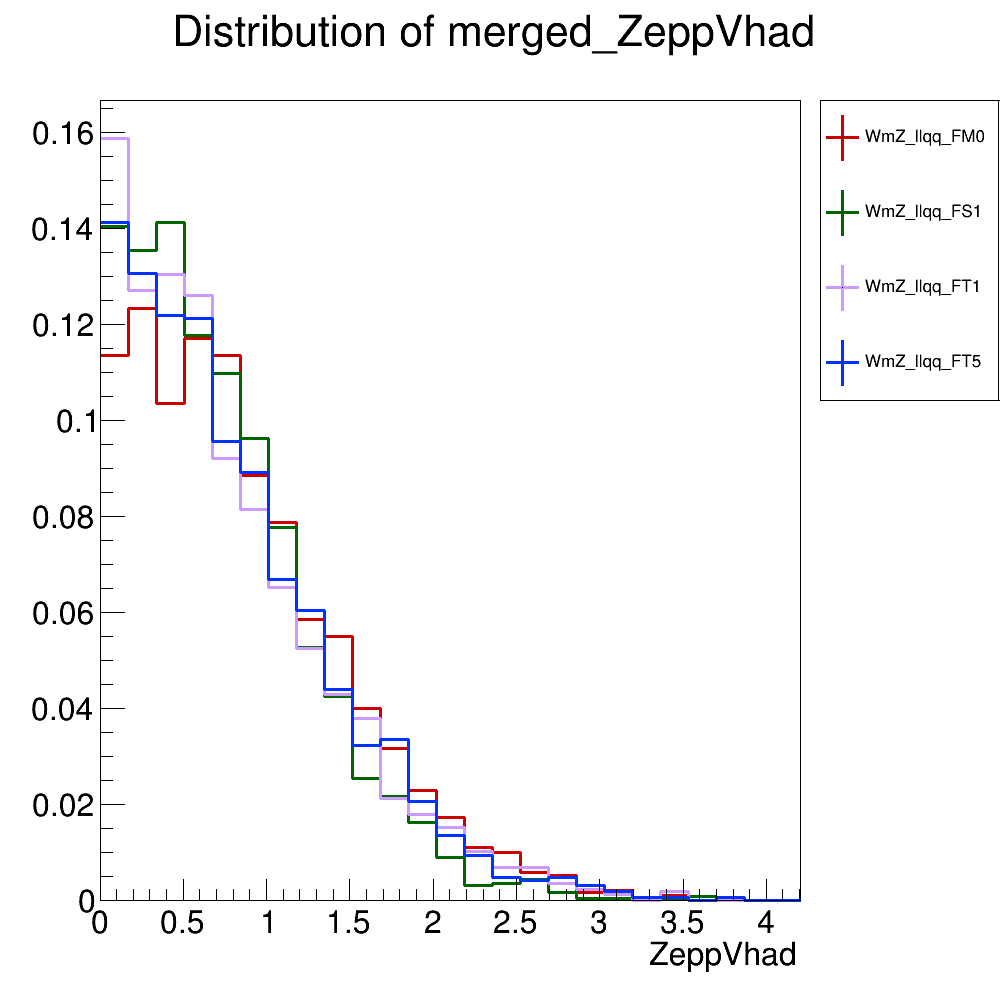 Distribution of merged_ZeppVhad
0.16
0.14
0.12
0.1
0.08
0.06
0.04
0.02
0
0 0.5 1 1.5 2 2.5 3 3.5 4
ZeppVhad
WmZ_llqq_FM0
WmZ_llqq_FS1
WmZ_llqq_FT1
WmZ_llqq_FT5